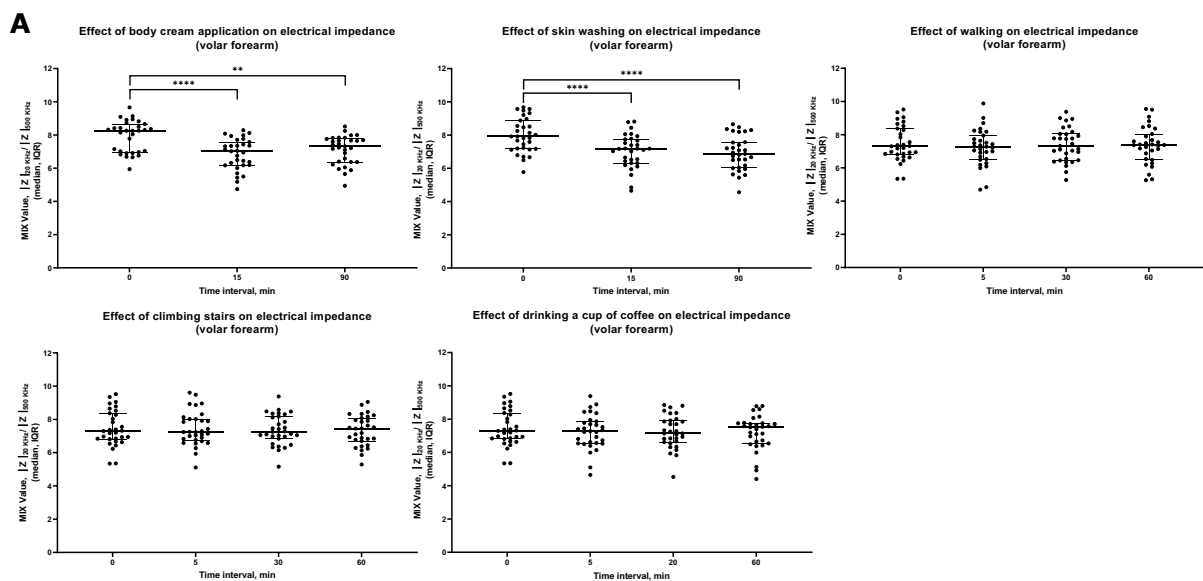 A
Effect of body cream application on electrical impedance
(volar forearm)
MIX Value, |Z|20 KHz/|Z|500 KHz
(median, IQR)
12
10
8
6
4
2
0
****
**
0 15 90
Time interval, min
Effect of skin washing on electrical impedance
(volar forearm)
MIX Value, |Z|20 KHz/|Z|500 KHz
(median, IQR)
12
10
8
6
4
2
0
****
****
0 15 90
Time interval, min
Effect of walking on electrical impedance
(volar forearm)
MIX Value, |Z|20 KHz/|Z|500 KHz
(median, IQR)
12
10
8
6
4
2
0
0 5 30 60
Time interval, min
Effect of climbing stairs on electrical impedance
(volar forearm)
MIX Value, |Z|20 KHz/|Z|500 KHz
(median, IQR)
12
10
8
6
4
2
0
0 5 30 60
Time interval, min
Effect of drinking a cup of coffee on electrical impedance
(volar forearm)
MIX Value, |Z|20 KHz/|Z|500 KHz
(median, IQR)
12
10
8
6
4
2
0
0 5 20 60
Time interval, min